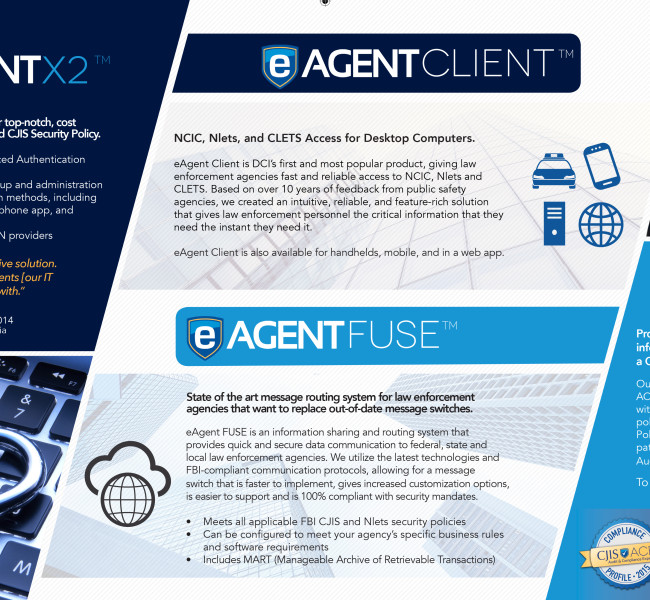 NTX2™
r top-notch, cost
d CJIS Security Policy.
ced Authentication
up and administration
n methods, including
phone app, and
N providers
ive solution.
ents [our IT
with."
014
ia
&
7
M
e AGENTCLIENT™
NCIC, Nlets, and CLETS Access for Desktop Computers.
eAgent Client is DCI's first and most popular product, giving law
enforcement agencies fast and reliable access to NCIC, Nlets and
CLETS. Based on over 10 years of feedback from public safety
agencies, we created an intuitive, reliable, and feature-rich solution
that gives law enforcement personnel the critical information that they
need the instant they need it.
eAgent Client is also available for handhelds, mobile, and in a web app.
e AGENTFUSE™
State of the art message routing system for law enforcement
agencies that want to replace out-of-date message switches.
eAgent FUSE is an information sharing and routing system that
provides quick and secure data communication to federal, state and
local law enforcement agencies. We utilize the latest technologies and
FBI-compliant communication protocols, allowing for a message
switch that is faster to implement, gives increased customization options,
is easier to support and is 100% compliant with security mandates.
• Meets all applicable FBI CJIS and Nlets security policies
• Can be configured to meet your agency's specific business rules
and software requirements
• Includes MART (Manageable Archive of Retrievable Transactions)
Pro
info
a C
Ou
AC
wit
pol
Pol
pat
Au
To
COMPLIANCE
CJIS ACE
PROFILE • 2015